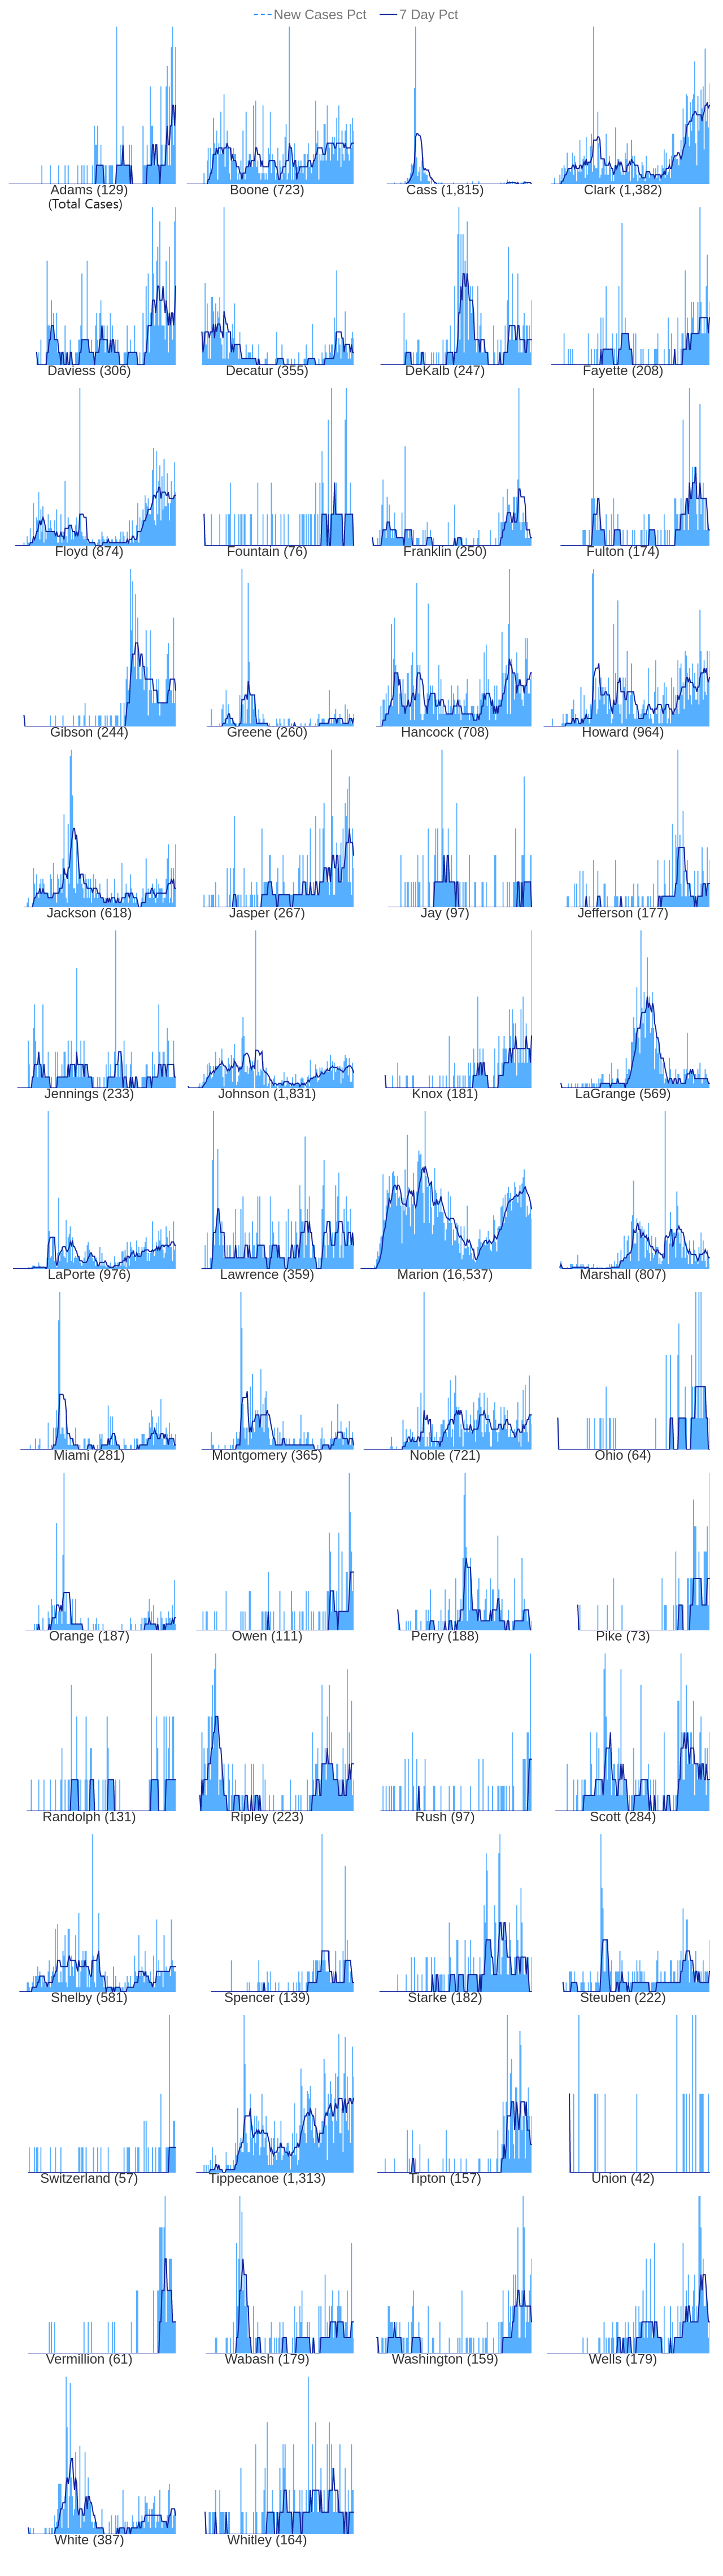 New Cases Pct 7 Day Pct
Adams (129) Boone (723) Cass (1,815) Clark (1,382)
(Total Cases)
Daviess (306) Decatur (355) DeKalb (247) Fayette (208)
Floyd (874) Fountain (76) Franklin (250) Fulton (174)
Gibson (244) Greene (260) Hancock (708) Howard (964)
Jackson (618) Jasper (267) Jay (97) Jefferson (177)
Jennings (233) Johnson (1,831) Knox (181) LaGrange (569)
LaPorte (976) Lawrence (359) Marion (16,537) Marshall (807)
Miami (281) Montgomery (365) Noble (721) Ohio (64)
Orange (187) Owen (111) Perry (188) Pike (73)
Randolph (131) Ripley (223) Rush (97) Scott (284)
Shelby (581) Spencer (139) Starke (182) Steuben (222)
Switzerland (57) Tippecanoe (1,313) Tipton (157) Union (42)
Vermillion (61) Wabash (179) Washington (159) Wells (179)
White (387) Whitley (164)